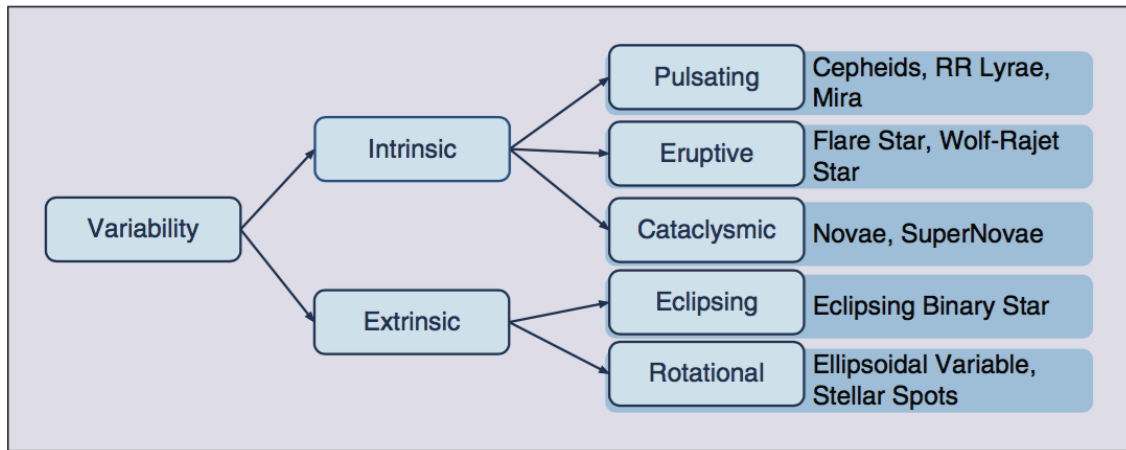 Variability
Intrinsic
Extrinsic
Pulsating
Cepheids, RR Lyrae,
Mira
Eruptive
Flare Star, Wolf-Rajet
Star
Cataclysmic
Novae, SuperNovae
Eclipsing
Eclipsing Binary Star
Rotational
Ellipsoidal Variable,
Stellar Spots